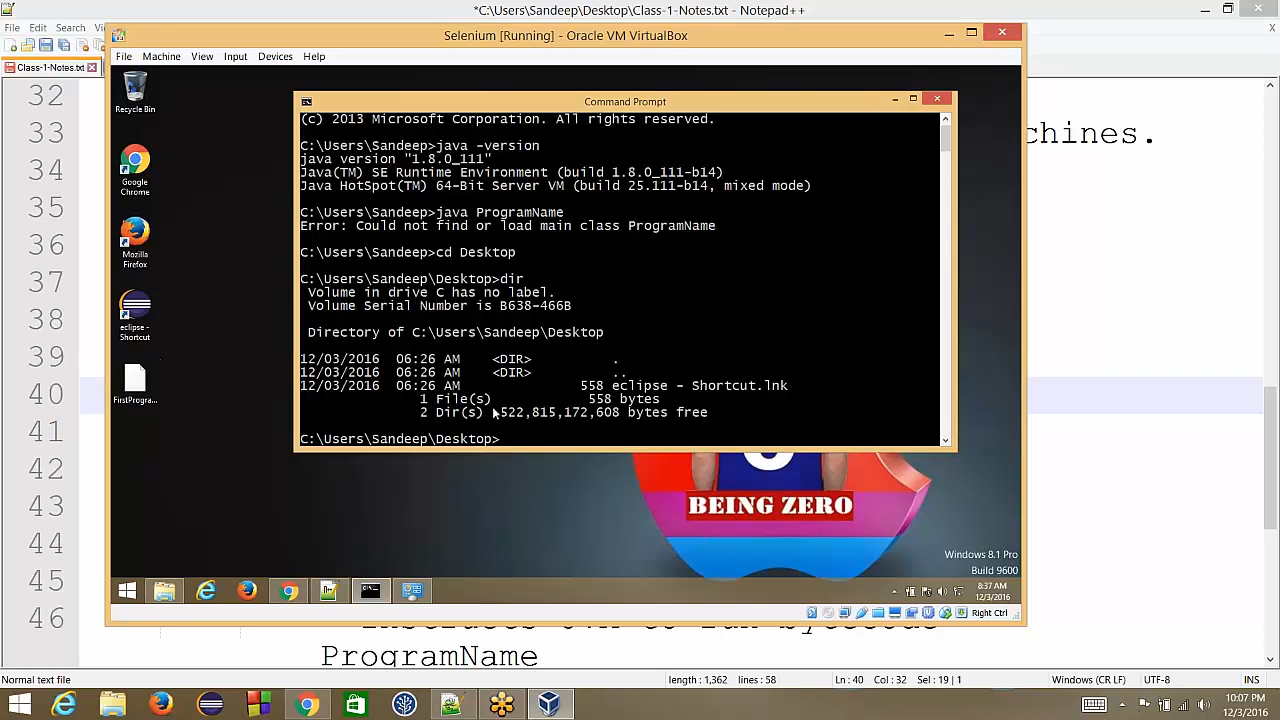 *C:\Users\Sandeep\Desktop\Class-1-Notes.txt - Notepad++
File Edit Search
Selenium [Running] - Oracle VM VirtualBox
Class-1-Notes.txt
File Machine View Input Devices Help
Recycle Bin
Google Chrome
Mozilla Firefox
eclipse - Shortcut
FirstProgra...
Command Prompt
(c) 2013 Microsoft Corporation. All rights reserved.
C:\Users\Sandeep>java -version
java version "1.8.0_111"
Java(TM) SE Runtime Environment (build 1.8.0_111-b14)
Java HotSpot(TM) 64-Bit Server VM (build 25.111-b14, mixed mode)
C:\Users\Sandeep>java ProgramName
Error: Could not find or load main class ProgramName
C:\Users\Sandeep>cd Desktop
C:\Users\Sandeep\Desktop>dir
Volume in drive C has no label.
Volume Serial Number is B638-466B
Directory of C:\Users\Sandeep\Desktop
12/03/2016 06:26 AM <DIR> .
12/03/2016 06:26 AM <DIR> ..
12/03/2016 06:26 AM 558 eclipse - Shortcut.lnk
1 File(s) 558 bytes
2 Dir(s) 522,815,172,608 bytes free
C:\Users\Sandeep\Desktop>
BEING ZERO
Windows 8.1 Pro
Build 9600
8:37 AM
12/3/2016
Right Ctrl
32
33 chines.
34
35
36
37
38
39
40
41
42
43
44
45
46
ProgramName
Normal text file length : 1,362 lines : 58 Ln : 40 Col : 32 Sel : 19 | 1 Windows (CR LF) UTF-8 INS
10:07 PM
12/3/2016